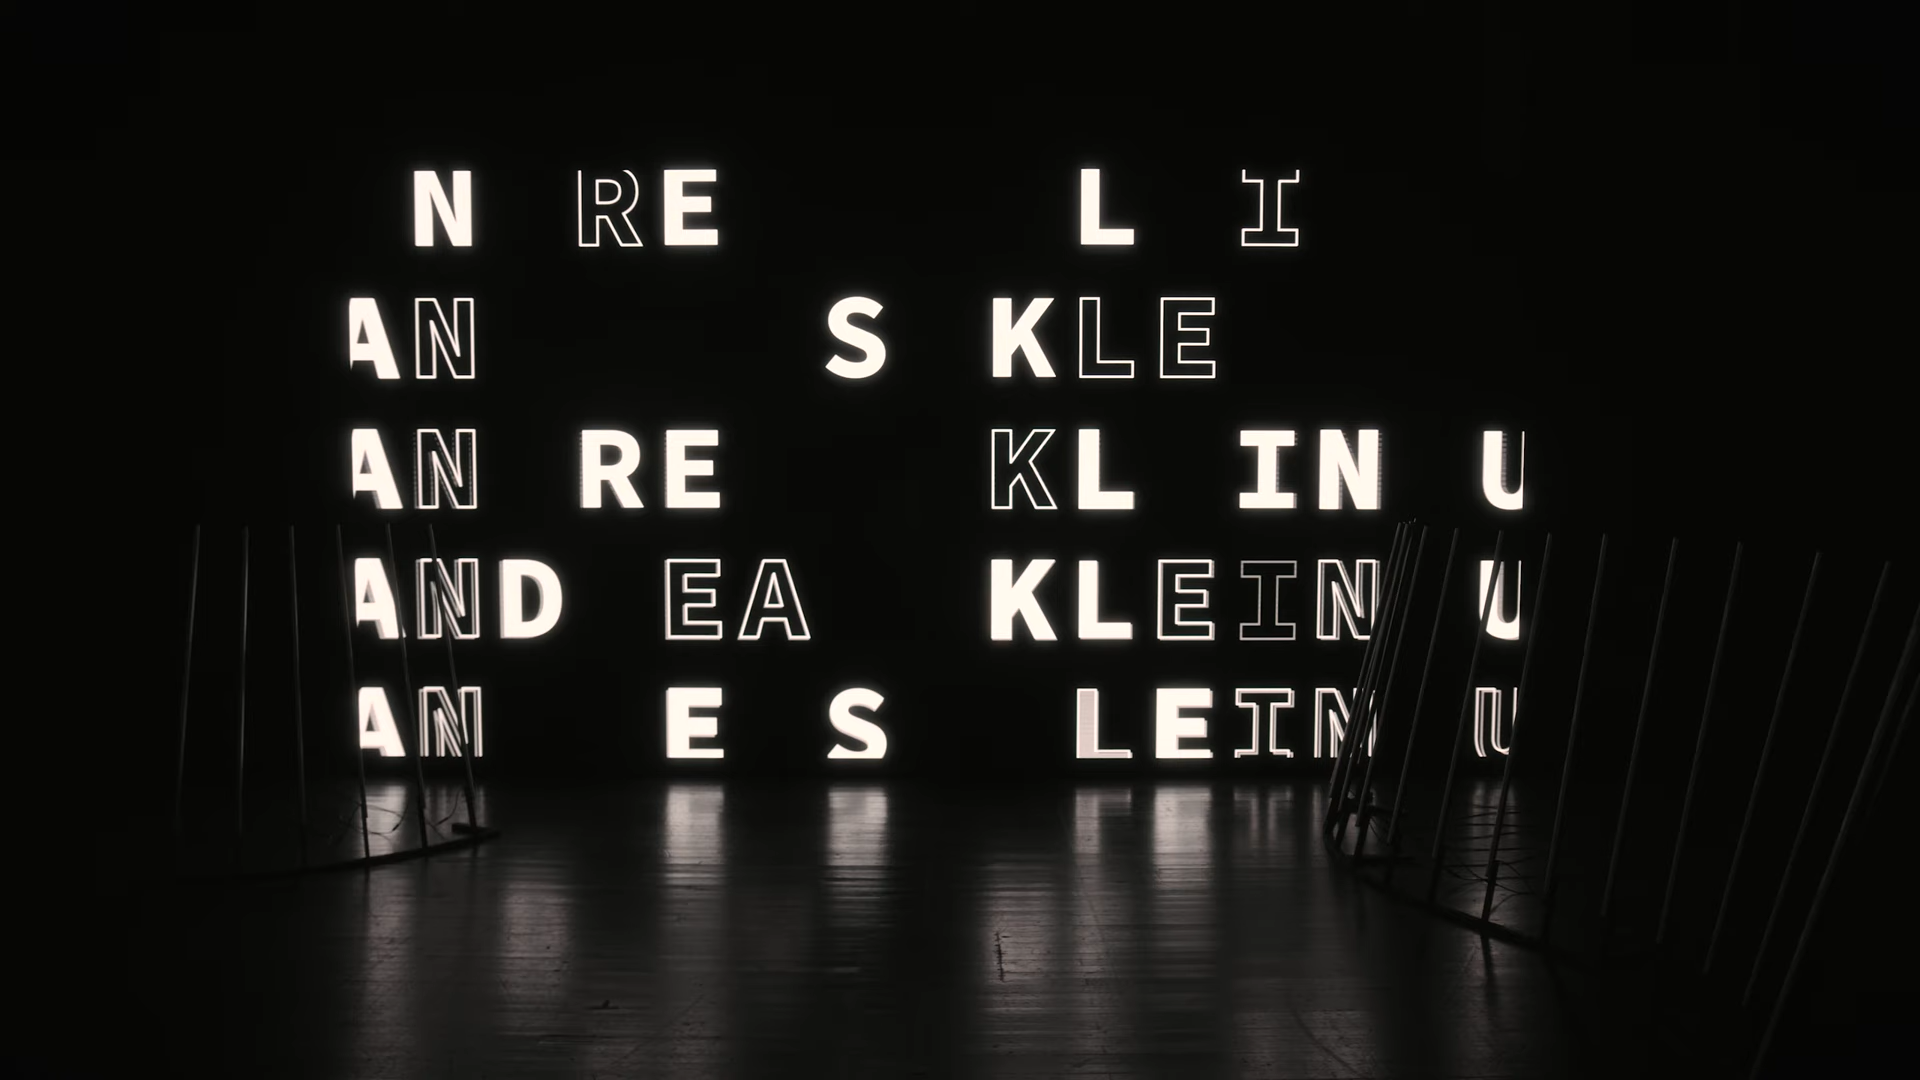 N RE L I
AN S KLE
AN RE KL IN U
AND EA KLEIN U
AN E S LEIN U